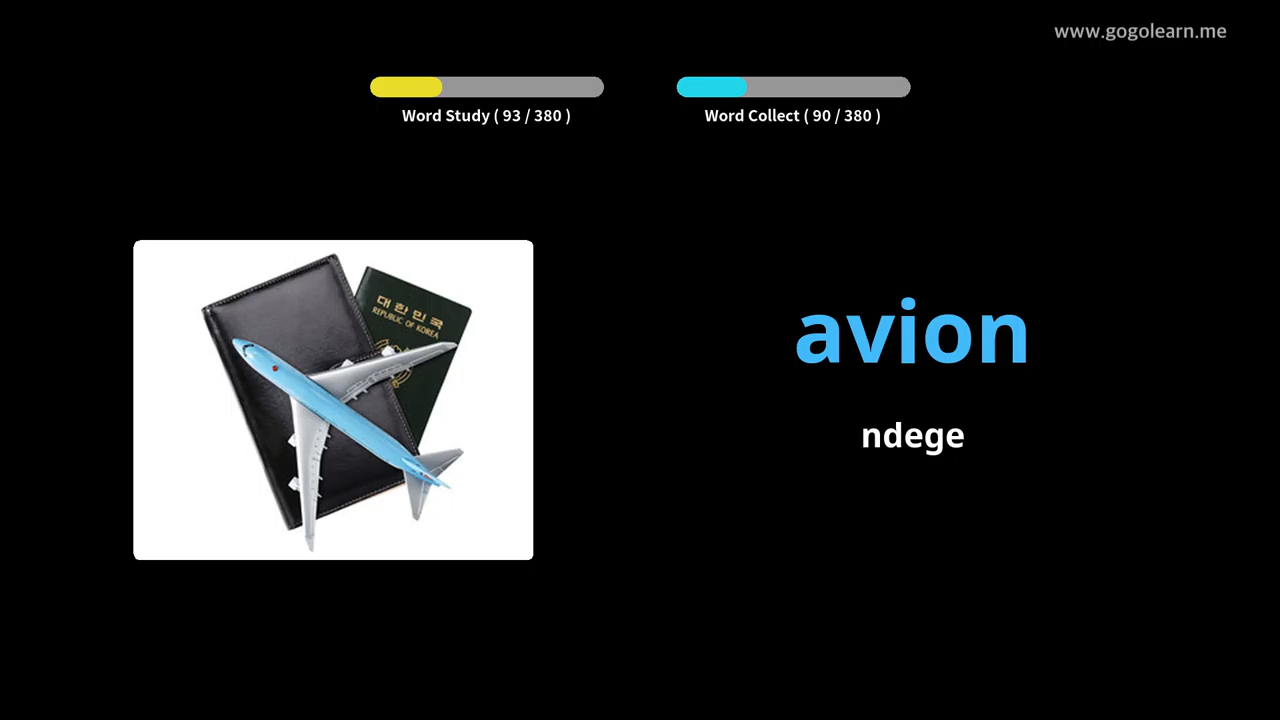 www.gogolearn.me
Word Study ( 93 / 380 )
Word Collect ( 90 / 380 )
대한민국
REPUBLIC OF KOREA
avion
ndege